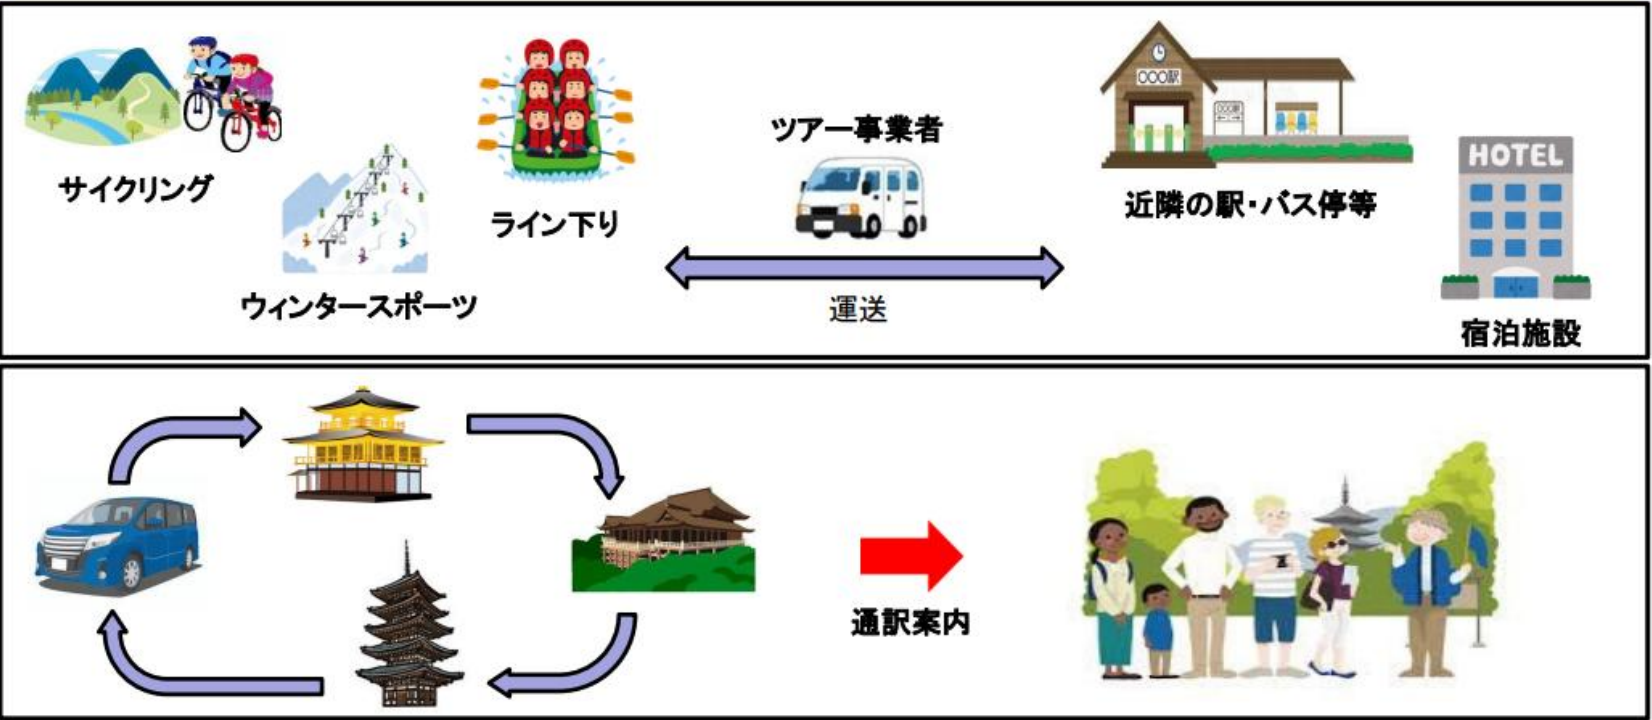 サイクリング
ウィンタースポーツ
ライン下り
ツアー事業者
運送
○○○駅
○○○駅
近隣の駅・バス停等
HOTEL
宿泊施設
通訳案内